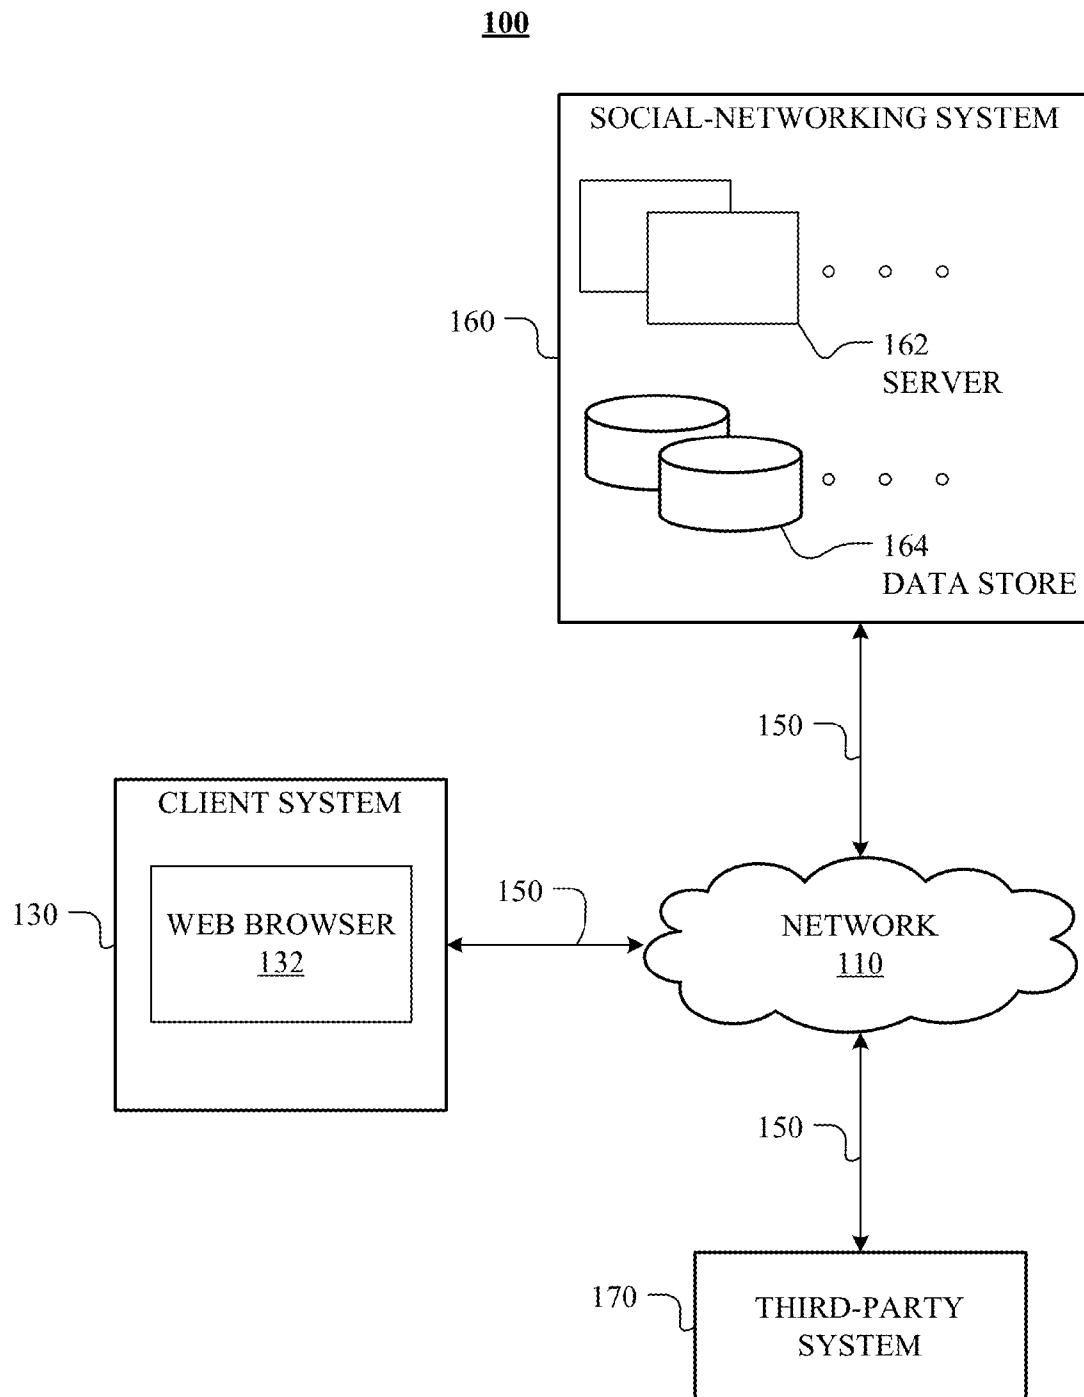 100
SOCIAL-NETWORKING SYSTEM
160
162
SERVER
164
DATA STORE
150
CLIENT SYSTEM
130
WEB BROWSER
132
150
NETWORK
110
150
170
THIRD-PARTY
SYSTEM